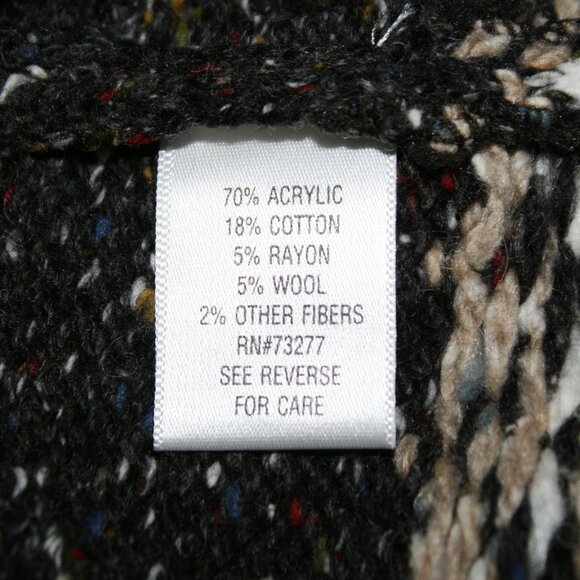 70% ACRYLIC
18% COTTON
5% RAYON
5% WOOL
2% OTHER FIBERS
RN#73277
SEE REVERSE
FOR CARE